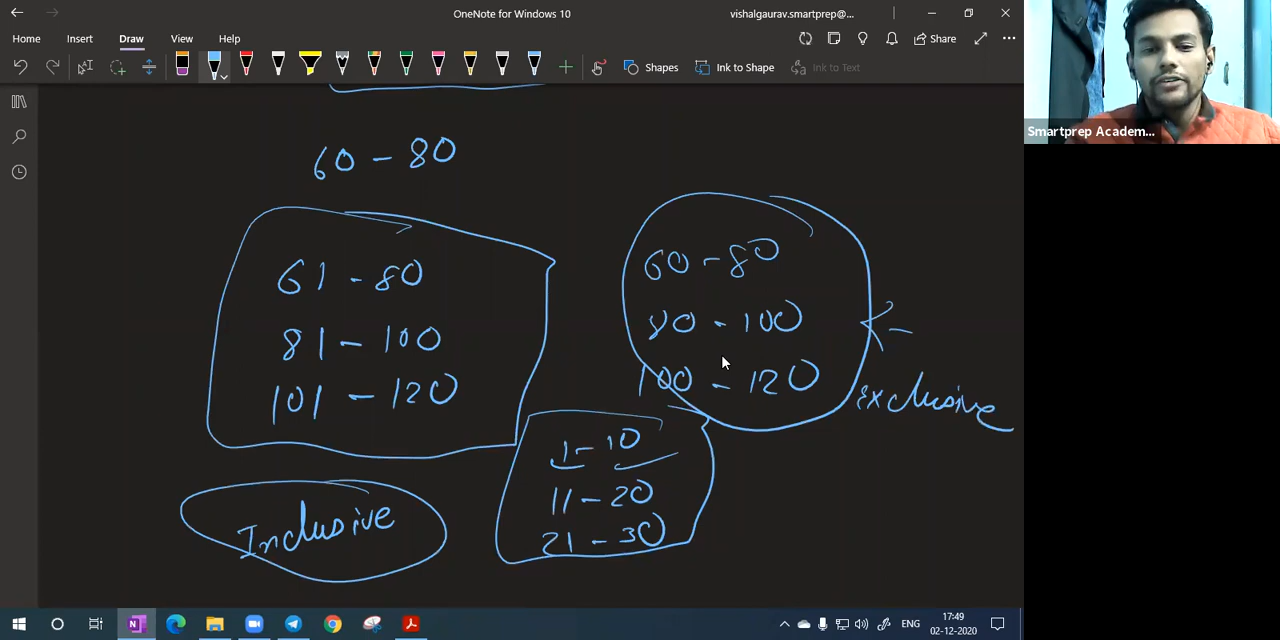 OneNote for Windows 10
vishalgaurav.smartprep@...
Home Insert Draw View Help
Share
Shapes
Ink to Shape
Ink to Text
Smartprep Academ...
60 - 80
61 - 80
81 - 100
101 - 120
60 - 80
80 - 100
100 - 120
exclusive
1 - 10
11 - 20
21 - 30
Inclusive
ENG
17:49
02-12-2020